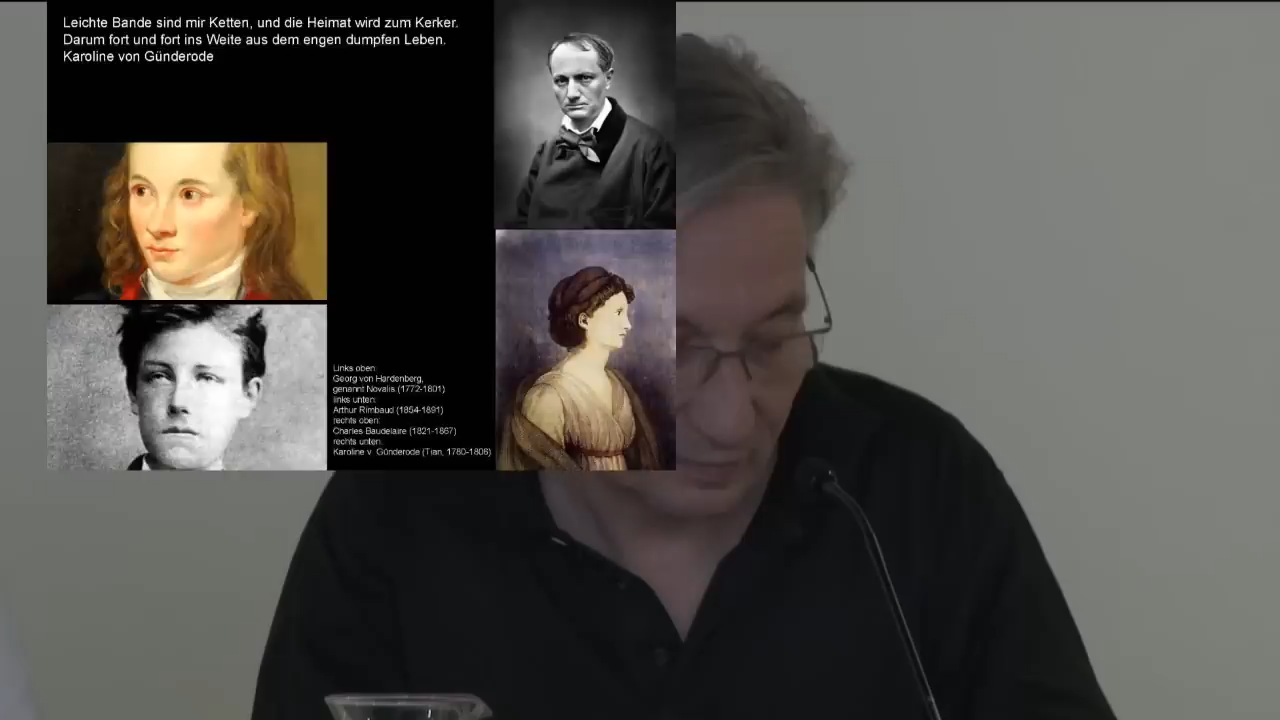 Leichte Bande sind mir Ketten, und die Heimat wird zum Kerker.
Darum fort und fort ins Weite aus dem engen dumpfen Leben.
Karoline von Günderode
Links oben
Georg von Hardenberg,
genannt Novalis (1772-1801)
links unten:
Arthur Rimbaud (1854-1891)
rechts oben:
Charles Baudelaire (1821-1867)
rechts unten.
Karoline v. Günderode (Tian, 1780-1806)